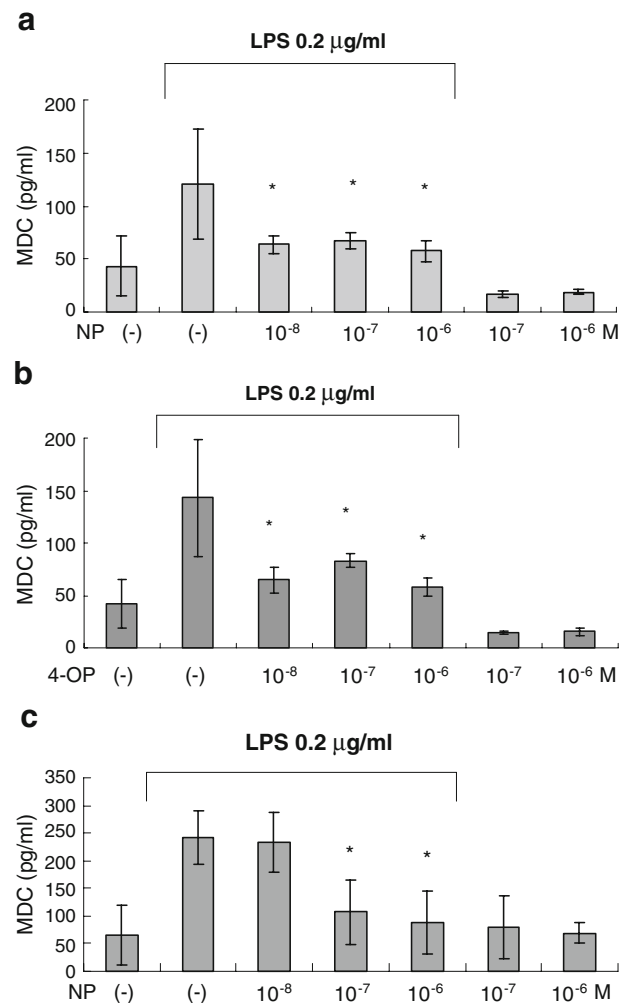 a
LPS 0.2 μg/ml
200
150
100
50
0
MDC (pg/ml)
* * *
NP (-) (-) 10⁻⁸ 10⁻⁷ 10⁻⁶ 10⁻⁷ 10⁻⁶ M
b
LPS 0.2 μg/ml
200
150
100
50
0
MDC (pg/ml)
* * *
4-OP (-) (-) 10⁻⁸ 10⁻⁷ 10⁻⁶ 10⁻⁷ 10⁻⁶ M
c
LPS 0.2 μg/ml
350
300
250
200
150
100
50
0
MDC (pg/ml)
* *
NP (-) (-) 10⁻⁸ 10⁻⁷ 10⁻⁶ 10⁻⁷ 10⁻⁶ M